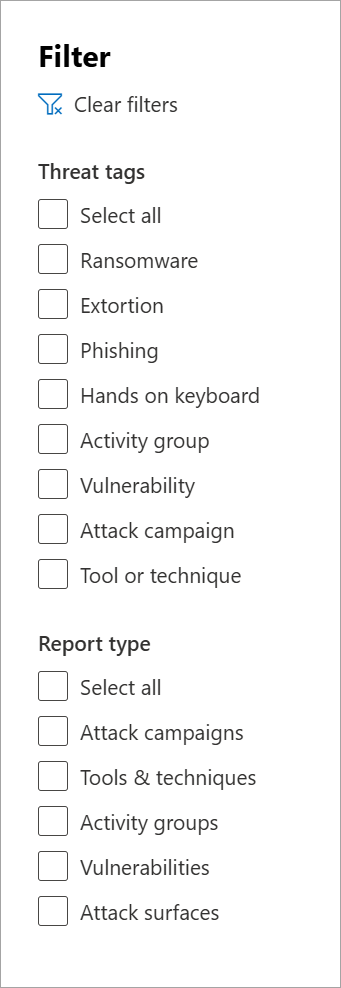 Filter
Clear filters
Threat tags
Select all
Ransomware
Extortion
Phishing
Hands on keyboard
Activity group
Vulnerability
Attack campaign
Tool or technique
Report type
Select all
Attack campaigns
Tools & techniques
Activity groups
Vulnerabilities
Attack surfaces